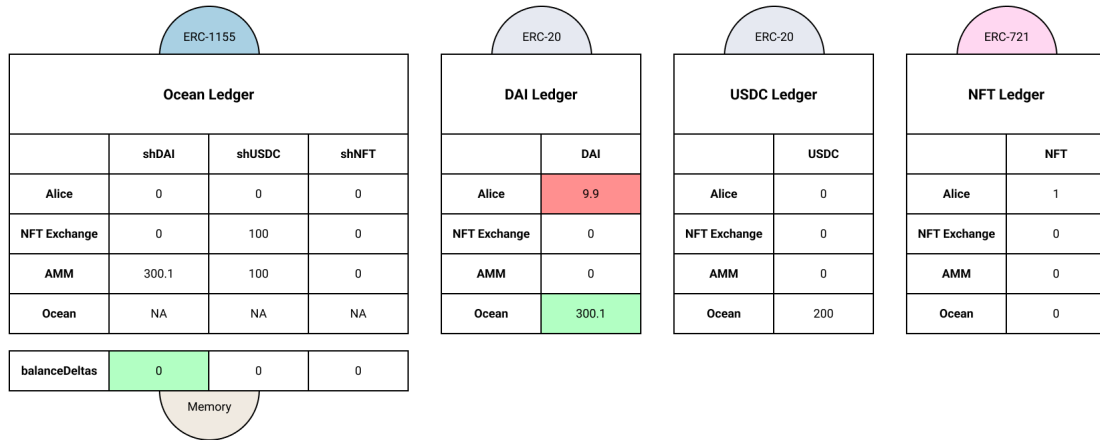 ERC-1155
Ocean Ledger
shDAI shUSDC shNFT
Alice 0 0 0
NFT Exchange 0 100 0
AMM 300.1 100 0
Ocean NA NA NA
balanceDeltas 0 0 0
Memory
ERC-20
DAI Ledger
DAI
Alice 9.9
NFT Exchange 0
AMM 0
Ocean 300.1
ERC-20
USDC Ledger
USDC
Alice 0
NFT Exchange 0
AMM 0
Ocean 200
ERC-721
NFT Ledger
NFT
Alice 1
NFT Exchange 0
AMM 0
Ocean 0